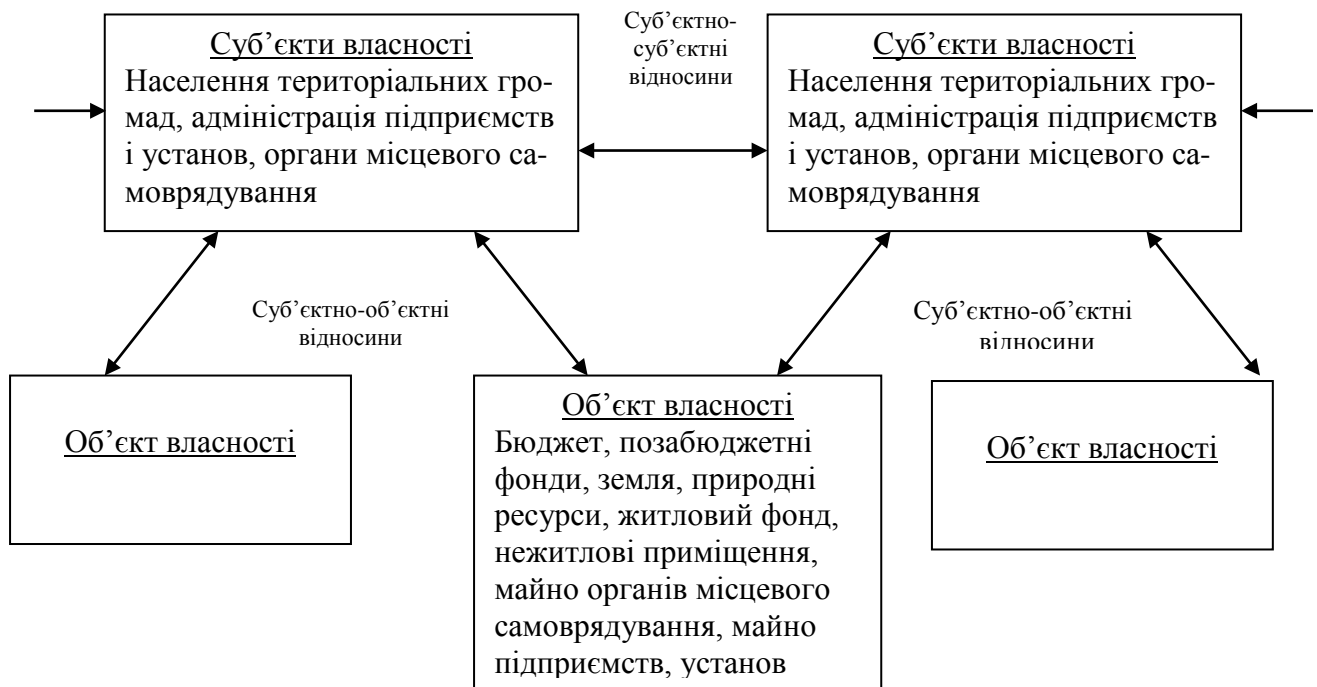 Суб’єкти власності
Населення територіальних гро-
мад, адміністрація підприємств
і установ, органи місцевого са-
моврядування
Суб’єктно-
суб’єктні
відносини
Суб’єкти власності
Населення територіальних гро-
мад, адміністрація підприємств
і установ, органи місцевого са-
моврядування
Суб’єктно-об’єктні
відносини
Суб’єктно-об’єктні
відносини
Об’єкт власності
Об’єкт власності
Бюджет, позабюджетні
фонди, земля, природні
ресурси, житловий фонд,
нежитлові приміщення,
майно органів місцевого
самоврядування, майно
підприємств, установ
Об’єкт власності